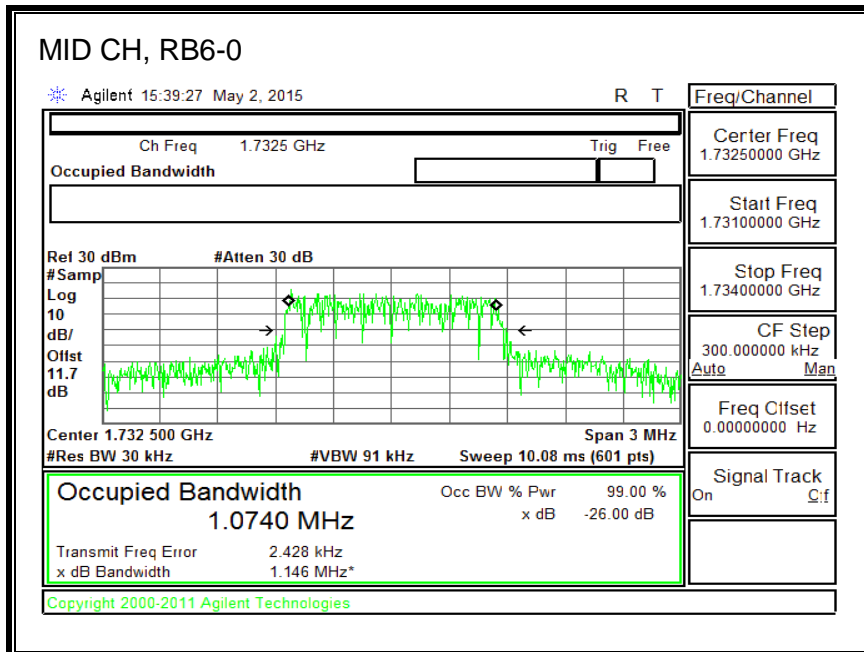 MID CH, RB6-0
Agilent 15:39:27 May 2, 2015 R T
Ch Freq 1.7325 GHz Trig Free
Occupied Bandwidth
Ref 30 dBm #Atten 30 dB
#Samp
Log
10
dB/
Offst
11.7
dB
Center 1.732 500 GHz Span 3 MHz
#Res BW 30 kHz #VBW 91 kHz Sweep 10.08 ms (601 pts)
Occupied Bandwidth
1.0740 MHz
Occ BW % Pwr 99.00 %
x dB -26.00 dB
Transmit Freq Error 2.428 kHz
x dB Bandwidth 1.146 MHz*
Copyright 2000-2011 Agilent Technologies
Freq/Channel
Center Freq
1.73250000 GHz
Start Freq
1.73100000 GHz
Stop Freq
1.73400000 GHz
CF Step
300.000000 kHz
Auto Man
Freq Offset
0.00000000 Hz
Signal Track
On Off